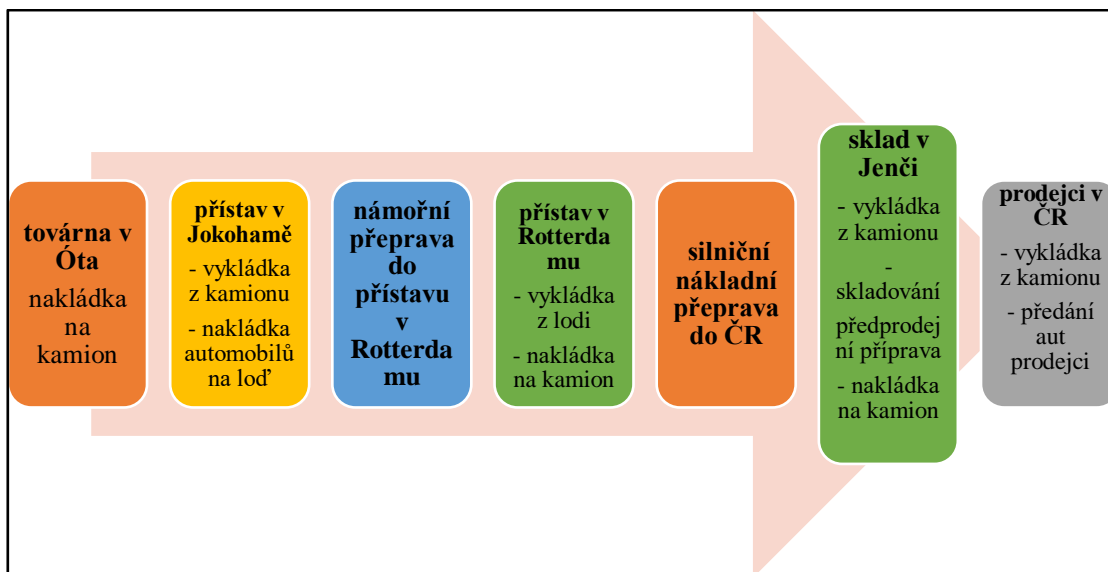 továrna v
Óta
nakládka
na
kamion
přístav v
Jokohamě
- vykládka
z kamionu
- nakládka
automobilů
na loď
námořní
přeprava
do
přístavu
v
Rotterda
mu
přístav v
Rotterda
mu
- vykládka
z lodi
- nakládka
na kamion
silniční
nákladní
přeprava
do ČR
sklad v
Jenči
- vykládka
z kamionu
-
skladování
předprodej
ní příprava
- nakládka
na kamion
prodejci v
ČR
- vykládka
z kamionu
- předání
aut
prodejci